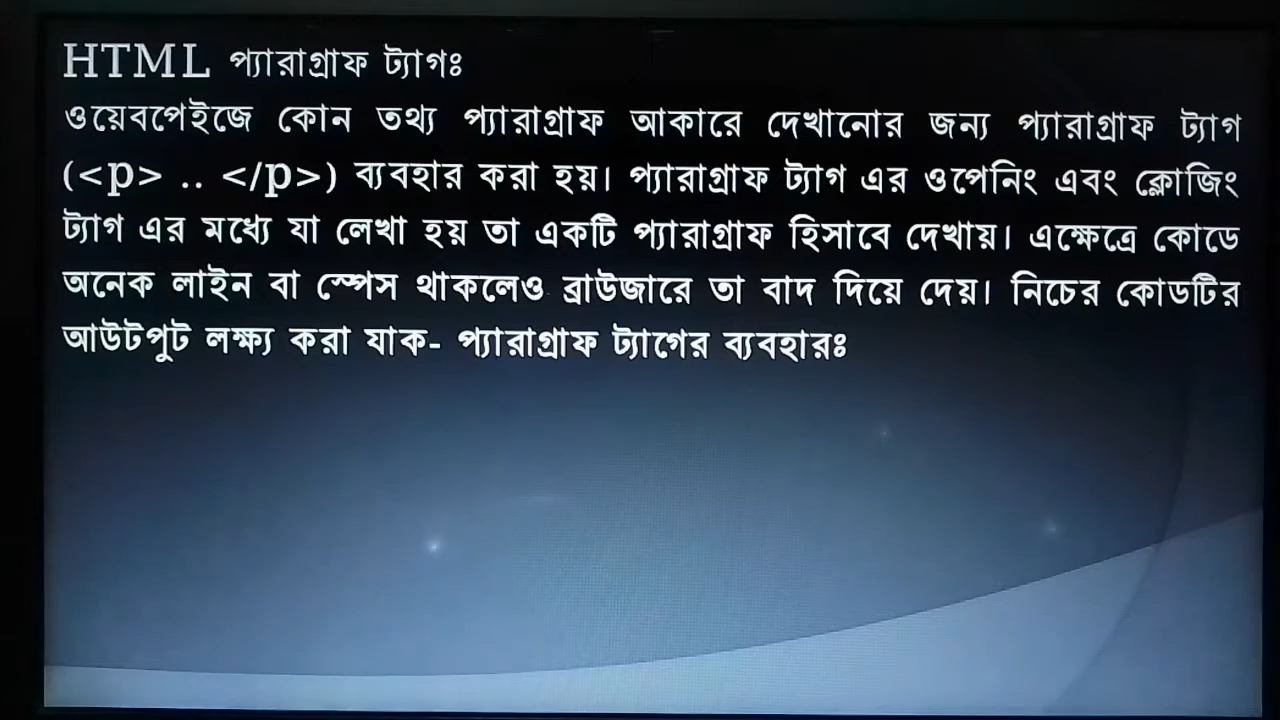 HTML প্যারাগ্রাফ ট্যাগঃ
ওয়েবপেইজে কোন তথ্য প্যারাগ্রাফ আকারে দেখানোর জন্য প্যারাগ্রাফ ট্যাগ
(<p> .. </p>) ব্যবহার করা হয়। প্যারাগ্রাফ ট্যাগ এর ওপেনিং এবং ক্লোজিং
ট্যাগ এর মধ্যে যা লেখা হয় তা একটি প্যারাগ্রাফ হিসাবে দেখায়। এক্ষেত্রে কোডে
অনেক লাইন বা স্পেস থাকলেও ব্রাউজারে তা বাদ দিয়ে দেয়। নিচের কোডটির
আউটপুট লক্ষ্য করা যাক- প্যারাগ্রাফ ট্যাগের ব্যবহারঃ